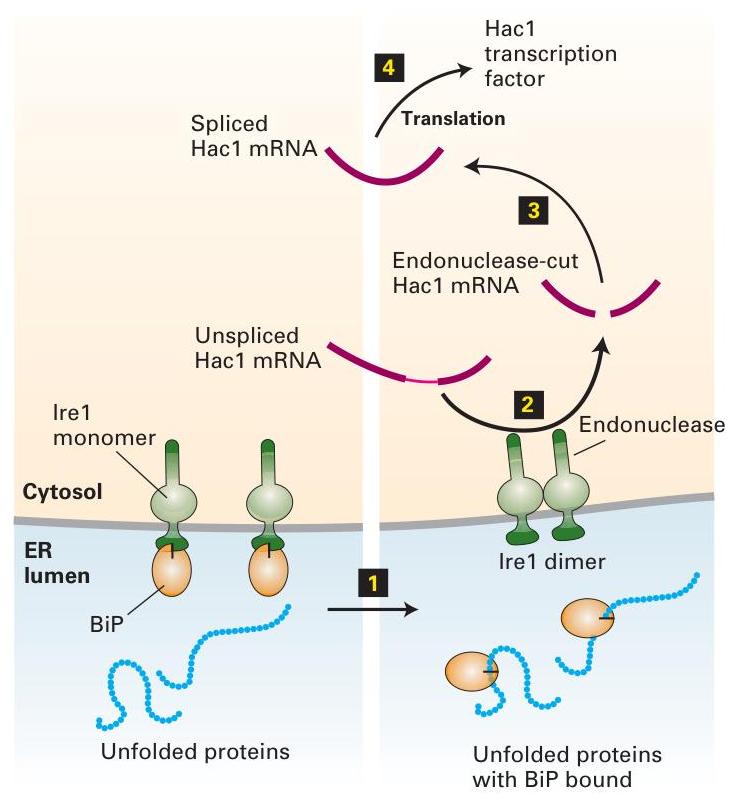 Hac1
transcription
factor
4
Translation
Spliced
Hac1 mRNA
3
Endonuclease-cut
Hac1 mRNA
Unspliced
Hac1 mRNA
2
Ire1
monomer
Endonuclease
Cytosol
ER
lumen
Ire1 dimer
1
BiP
Unfolded proteins
Unfolded proteins
with BiP bound